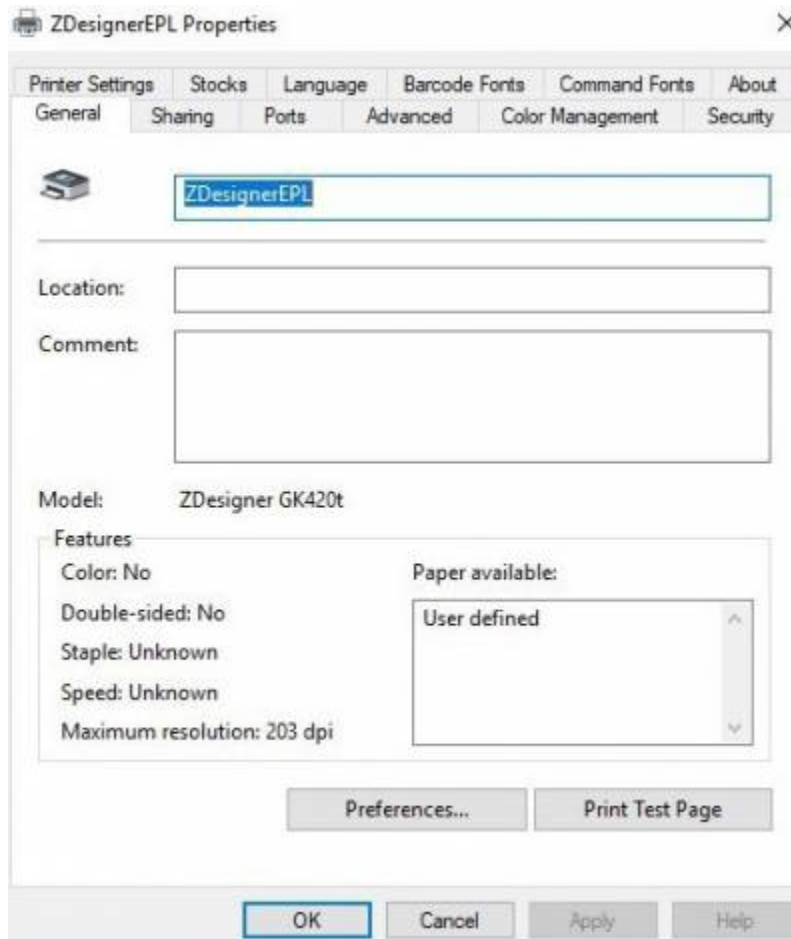 ZDesignerEPL Properties
Printer Settings Stocks Language Barcode Fonts Command Fonts About
General Sharing Ports Advanced Color Management Security
ZDesignerEPL
Location:
Comment:
Model: ZDesigner GK420t
Features
Color: No
Paper available:
Double-sided: No
User defined
Staple: Unknown
Speed: Unknown
Maximum resolution: 203 dpi
Preferences... Print Test Page
OK Cancel Apply Help